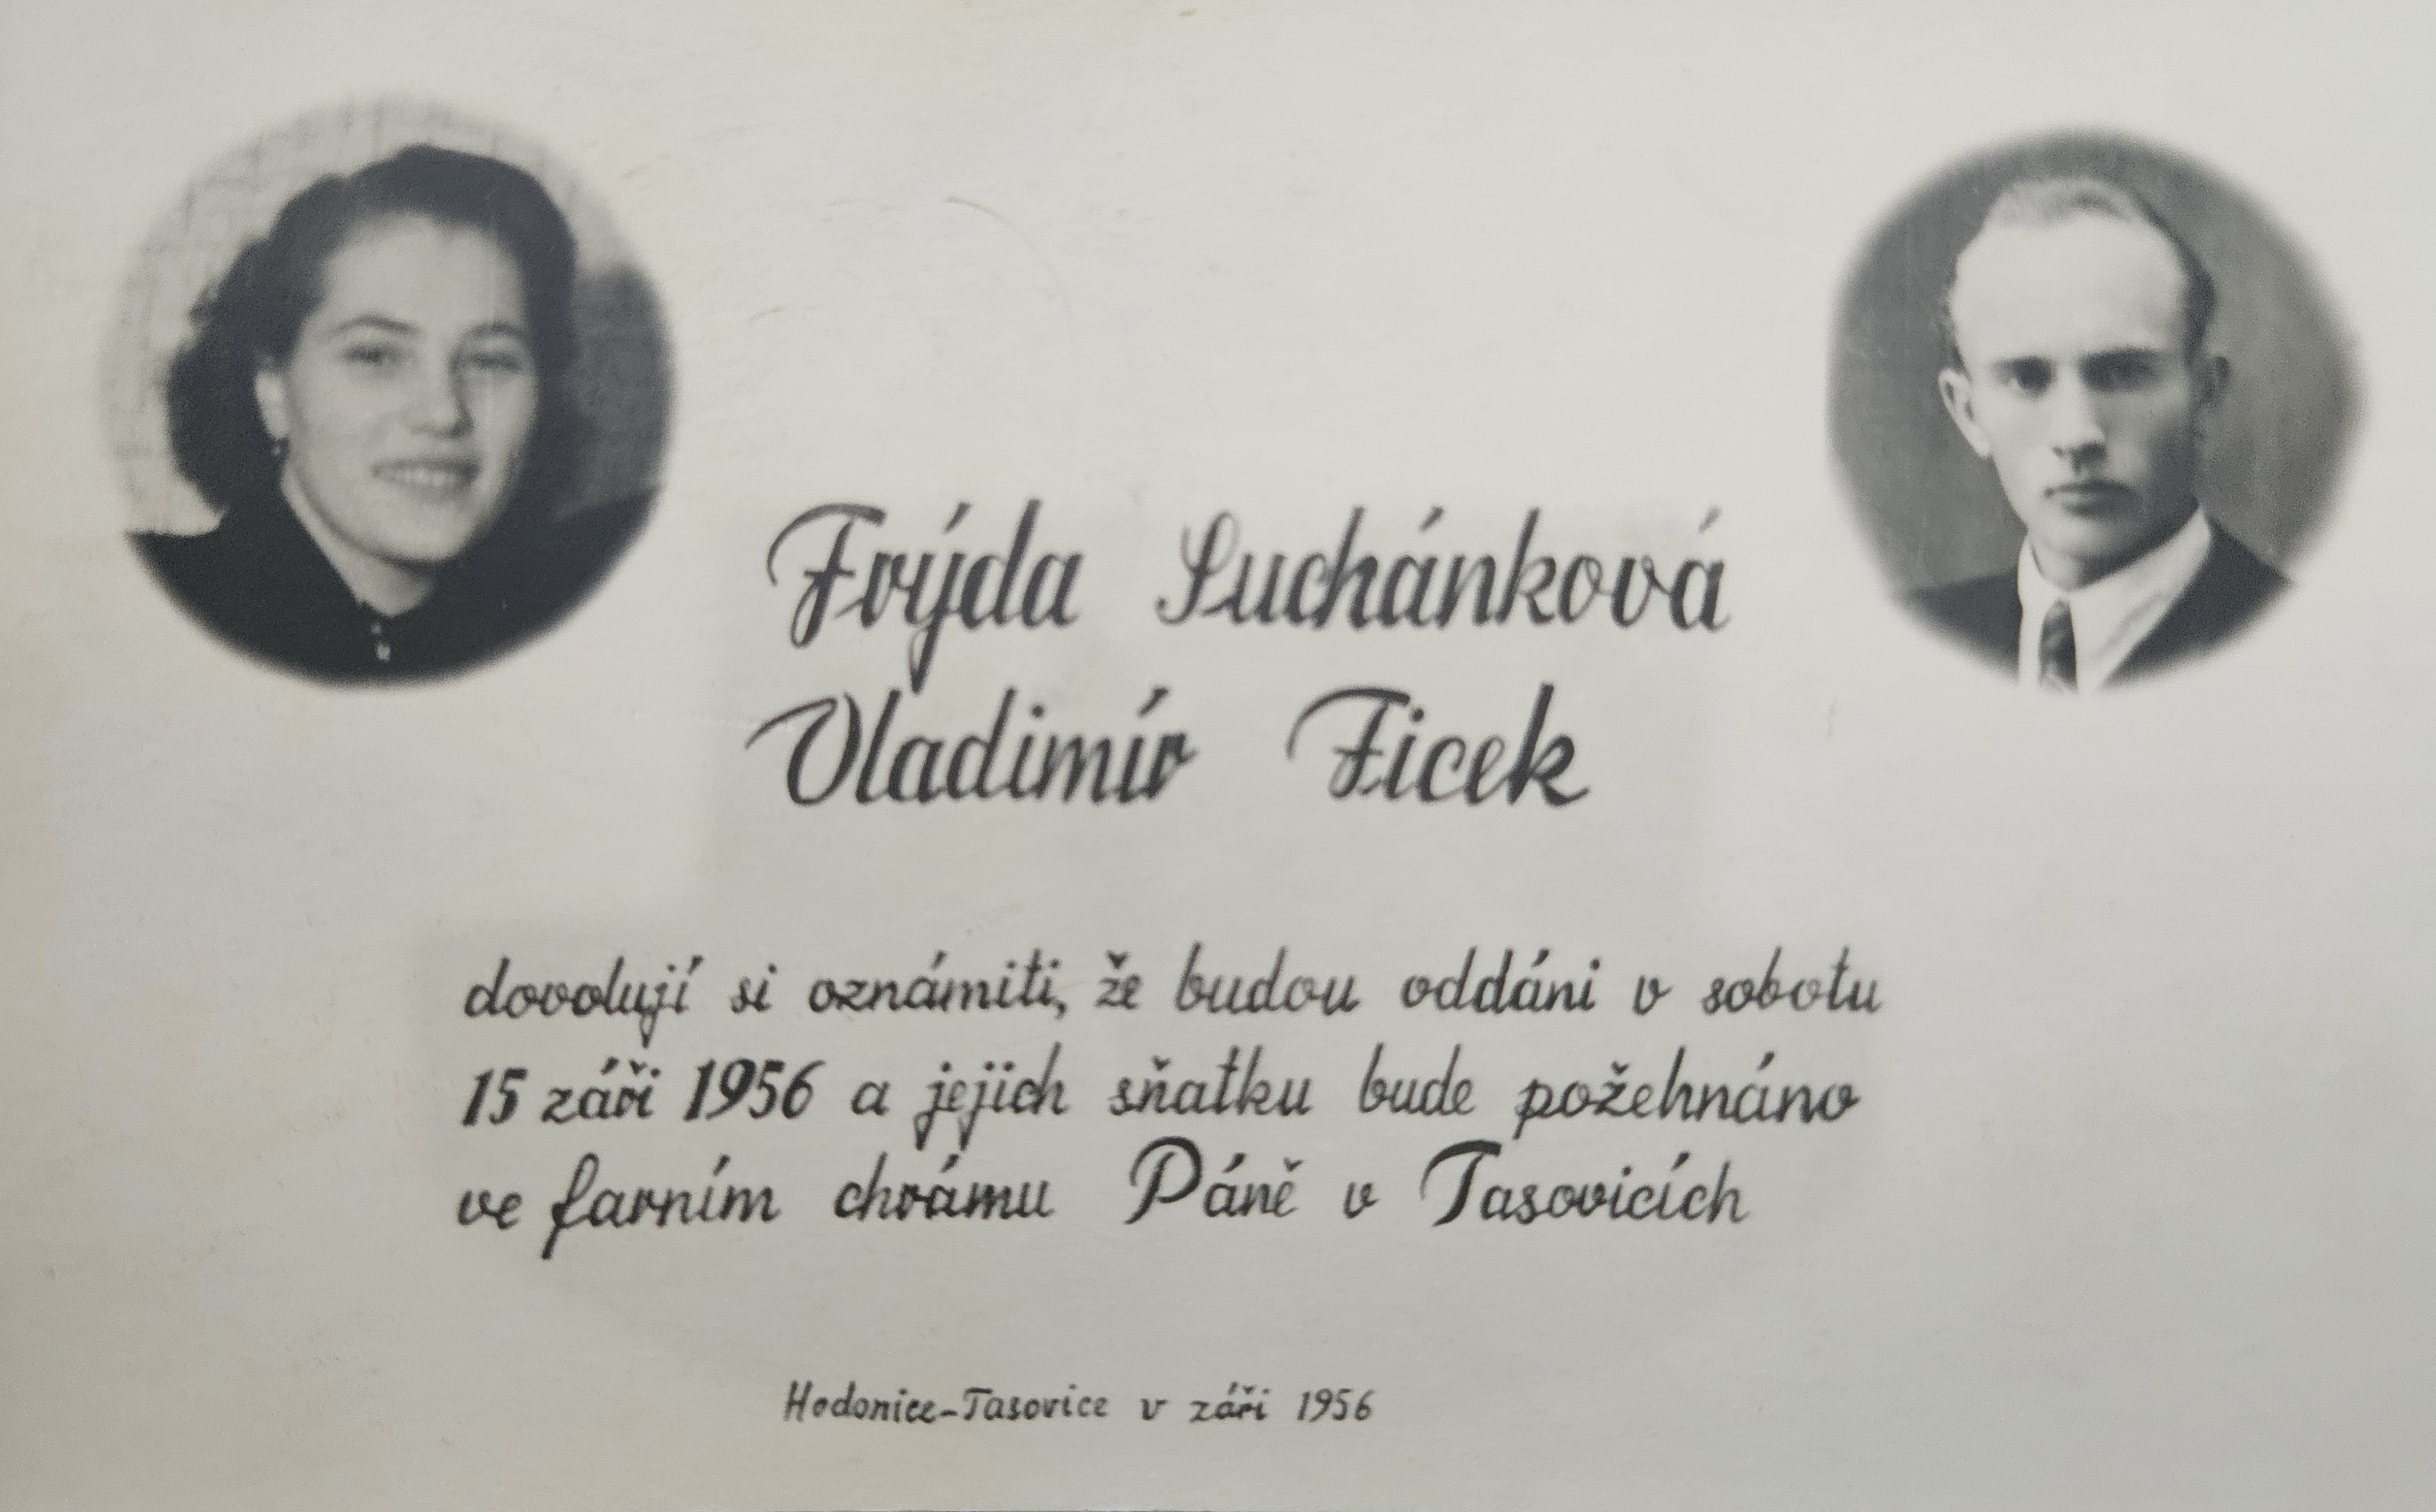 Frýda Suchánková
Vladimír Ficek
dovolují si oznámiti, že budou oddáni v sobotu
15 září 1956 a jejich sňatku bude požehnáno
ve farním chrámu Páně v Tasovicích
Hodonice-Tasovice v září 1956